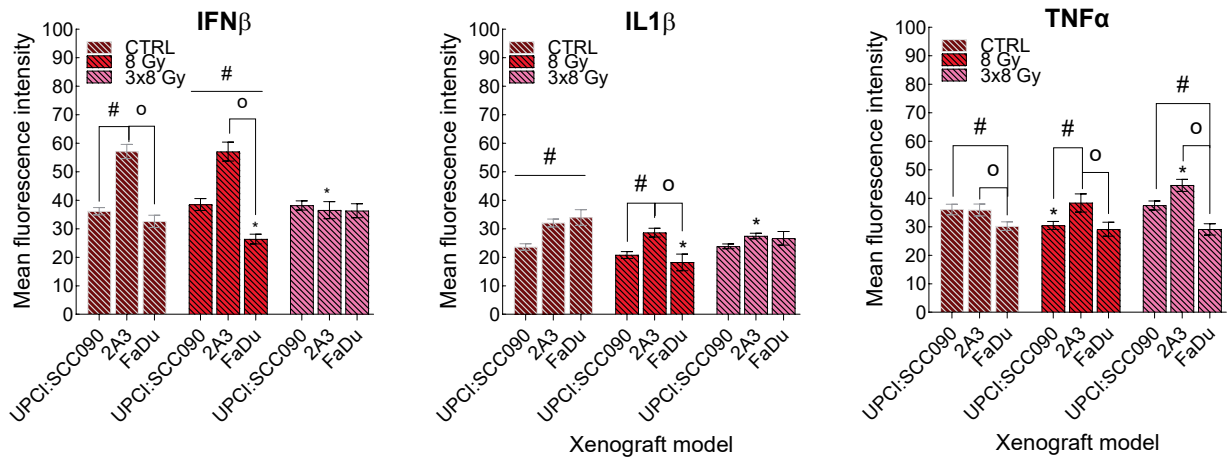 IFNβ
Mean fluorescence intensity
100
90
80
70
60
50
40
30
20
10
0
CTRL
8 Gy
3x8 Gy
#
o
#
o
*
*
UPCI:SCC090
2A3
FaDu
UPCI:SCC090
2A3
FaDu
UPCI:SCC090
2A3
FaDu
IL1β
Mean fluorescence intensity
100
90
80
70
60
50
40
30
20
10
0
CTRL
8 Gy
3x8 Gy
#
#
o
*
*
UPCI:SCC090
2A3
FaDu
UPCI:SCC090
2A3
FaDu
UPCI:SCC090
2A3
FaDu
Xenograft model
TNFα
Mean fluorescence intensity
100
90
80
70
60
50
40
30
20
10
0
CTRL
8 Gy
3x8 Gy
#
o
#
o
*
#
o
*
UPCI:SCC090
2A3
FaDu
UPCI:SCC090
2A3
FaDu
UPCI:SCC090
2A3
FaDu
Xenograft model